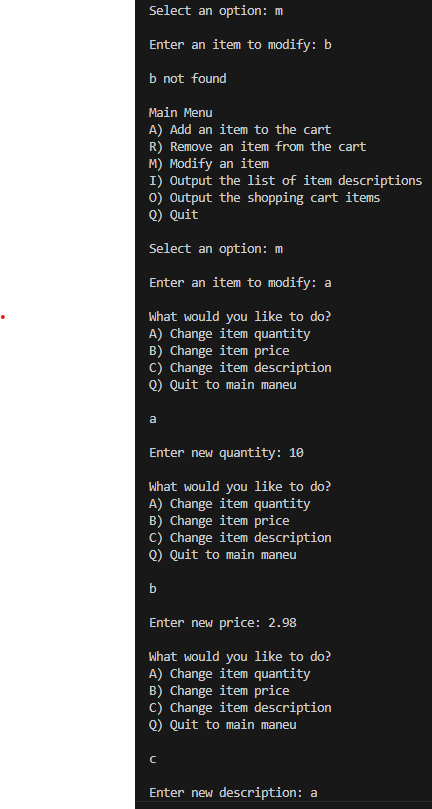 Select an option: m
Enter an item to modify: b
b not found
Main Menu
A) Add an item to the cart
R) Remove an item from the cart
M) Modify an item
I) Output the list of item descriptions
O) Output the shopping cart items
Q) Quit
Select an option: m
Enter an item to modify: a
What would you like to do?
A) Change item quantity
B) Change item price
C) Change item description
Q) Quit to main maneu
a
Enter new quantity: 10
What would you like to do?
A) Change item quantity
B) Change item price
C) Change item description
Q) Quit to main maneu
b
Enter new price: 2.98
What would you like to do?
A) Change item quantity
B) Change item price
C) Change item description
Q) Quit to main maneu
c
Enter new description: a